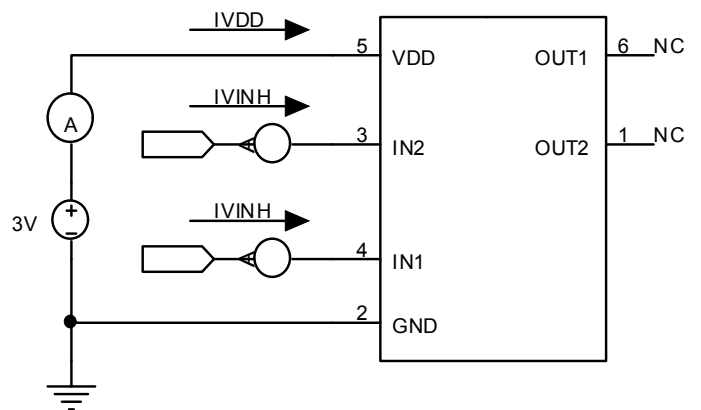 IVDD
5 VDD OUT1 6 NC
IVINH
A
3 IN2 OUT2 1 NC
3V
+
−
IVINH
4 IN1
2 GND